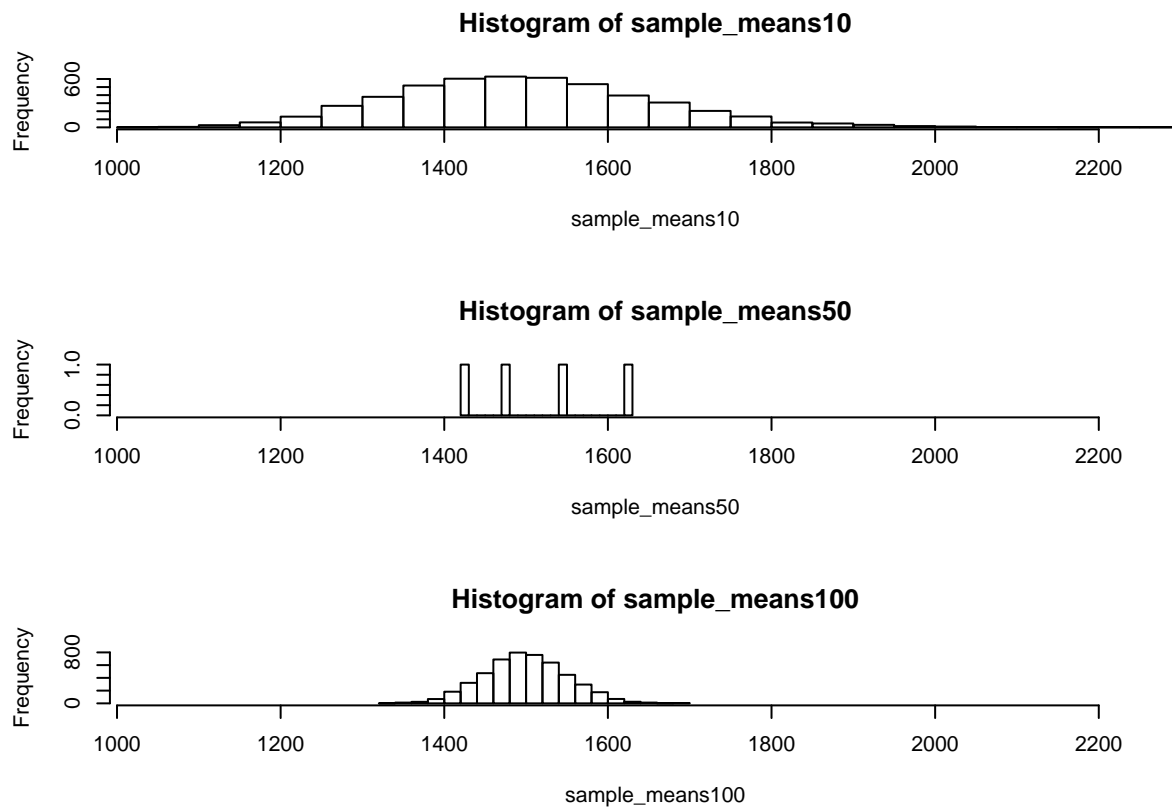 Histogram of sample_means10
Frequency
600
0
1000 1200 1400 1600 1800 2000 2200
sample_means10
Histogram of sample_means50
Frequency
1.0
0.0
1000 1200 1400 1600 1800 2000 2200
sample_means50
Histogram of sample_means100
Frequency
800
0
1000 1200 1400 1600 1800 2000 2200
sample_means100